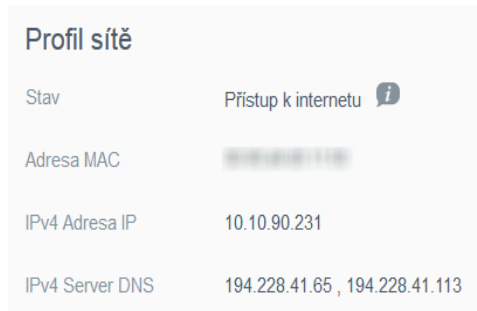 Profil sítě
Stav Přístup k internetu
Adresa MAC
IPv4 Adresa IP 10.10.90.231
IPv4 Server DNS 194.228.41.65 , 194.228.41.113